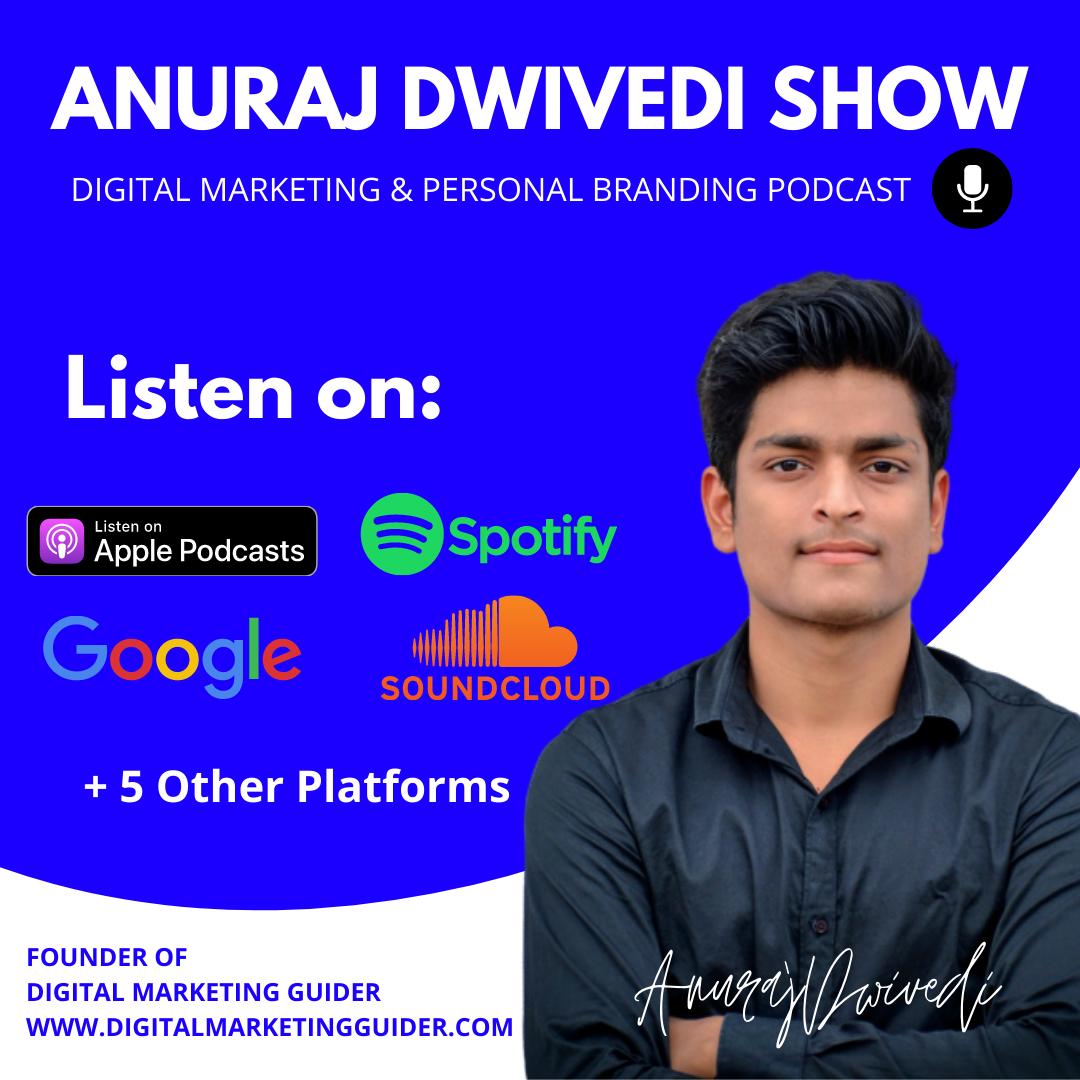 ANURAJ DWIVEDI SHOW
DIGITAL MARKETING & PERSONAL BRANDING PODCAST
Listen on:
Listen on
Apple Podcasts
Spotify
Google
SOUNDCLOUD
+ 5 Other Platforms
FOUNDER OF
DIGITAL MARKETING GUIDER
WWW.DIGITALMARKETINGGUIDER.COM
Anuraj Dwivedi